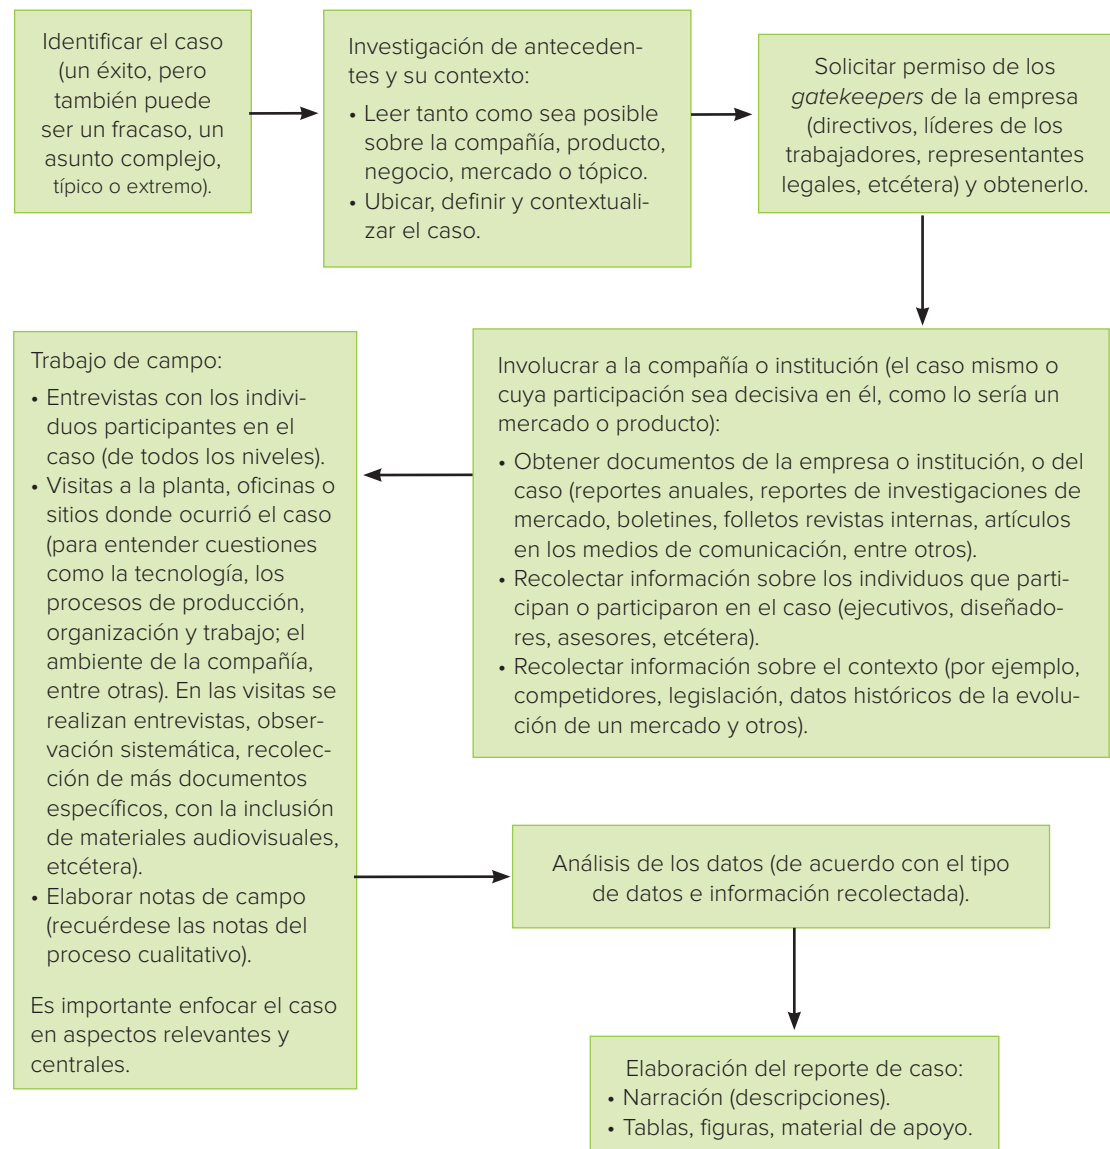 Identificar el caso
(un éxito, pero
también puede
ser un fracaso, un
asunto complejo,
típico o extremo).
Investigación de anteceden-
tes y su contexto:
• Leer tanto como sea posible
sobre la compañía, producto,
negocio, mercado o tópico.
• Ubicar, definir y contextuali-
zar el caso.
Solicitar permiso de los
gatekeepers de la empresa
(directivos, líderes de los
trabajadores, representantes
legales, etcétera) y obtenerlo.
Involucrar a la compañía o institución (el caso mismo o
cuya participación sea decisiva en él, como lo sería un
mercado o producto):
• Obtener documentos de la empresa o institución, o del
caso (reportes anuales, reportes de investigaciones de
mercado, boletines, folletos revistas internas, artículos
en los medios de comunicación, entre otros).
• Recolectar información sobre los individuos que parti-
cipan o participaron en el caso (ejecutivos, diseñado-
res, asesores, etcétera).
• Recolectar información sobre el contexto (por ejemplo,
competidores, legislación, datos históricos de la evolu-
ción de un mercado y otros).
Trabajo de campo:
• Entrevistas con los indivi-
duos participantes en el
caso (de todos los niveles).
• Visitas a la planta, oficinas o
sitios donde ocurrió el caso
(para entender cuestiones
como la tecnología, los
procesos de producción,
organización y trabajo; el
ambiente de la compañía,
entre otras). En las visitas se
realizan entrevistas, obser-
vación sistemática, recolec-
ción de más documentos
específicos, con la inclusión
de materiales audiovisuales,
etcétera).
• Elaborar notas de campo
(recuérdese las notas del
proceso cualitativo).
Es importante enfocar el caso
en aspectos relevantes y
centrales.
Análisis de los datos (de acuerdo con el tipo
de datos e información recolectada).
Elaboración del reporte de caso:
• Narración (descripciones).
• Tablas, figuras, material de apoyo.